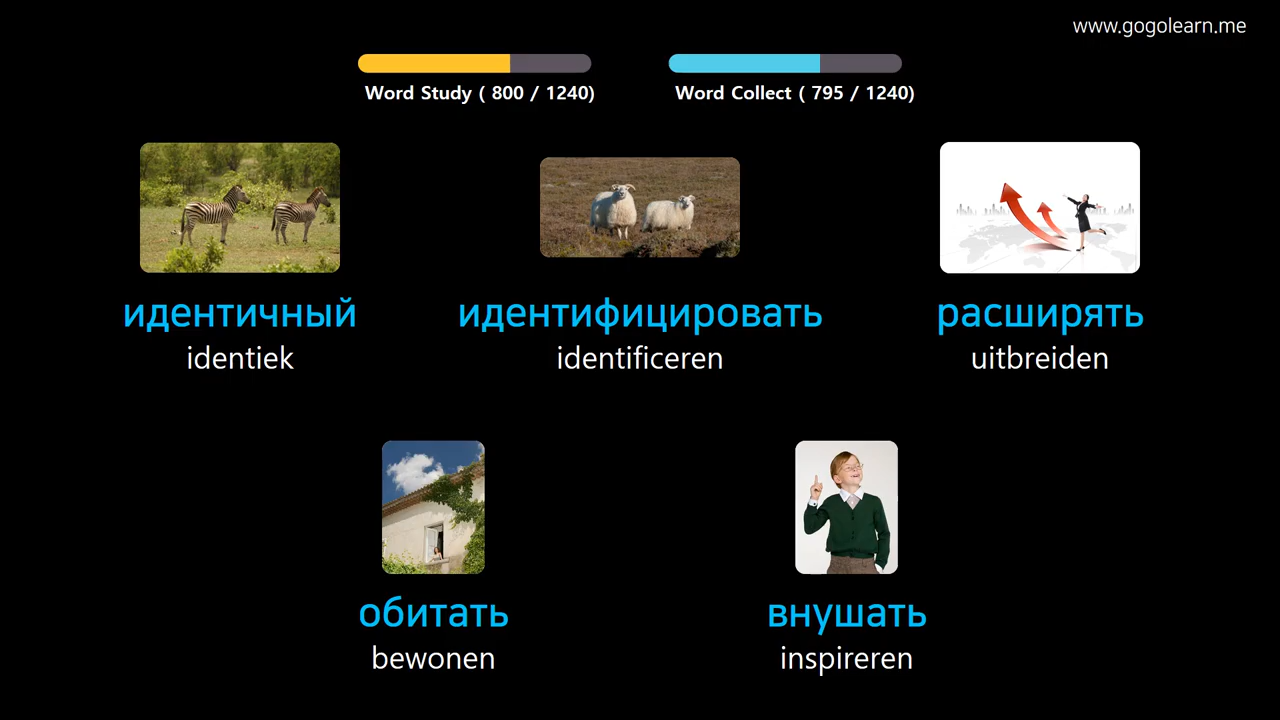 www.gogolearn.me
Word Study ( 800 / 1240)
Word Collect ( 795 / 1240)
идентичный
identiek
идентифицировать
identificeren
расширять
uitbreiden
обитать
bewonen
внушать
inspireren